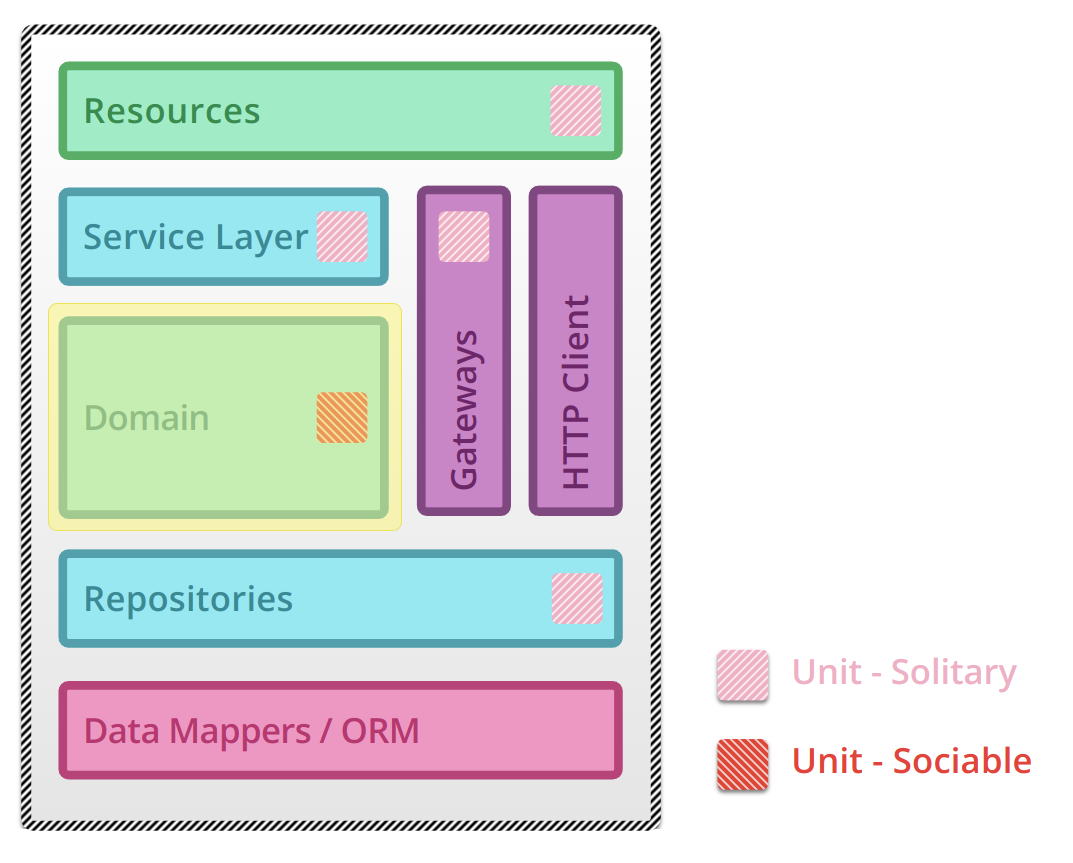 Resources
Service Layer
Gateways
HTTP Client
Domain
Repositories
Data Mappers / ORM
Unit - Solitary
Unit - Sociable